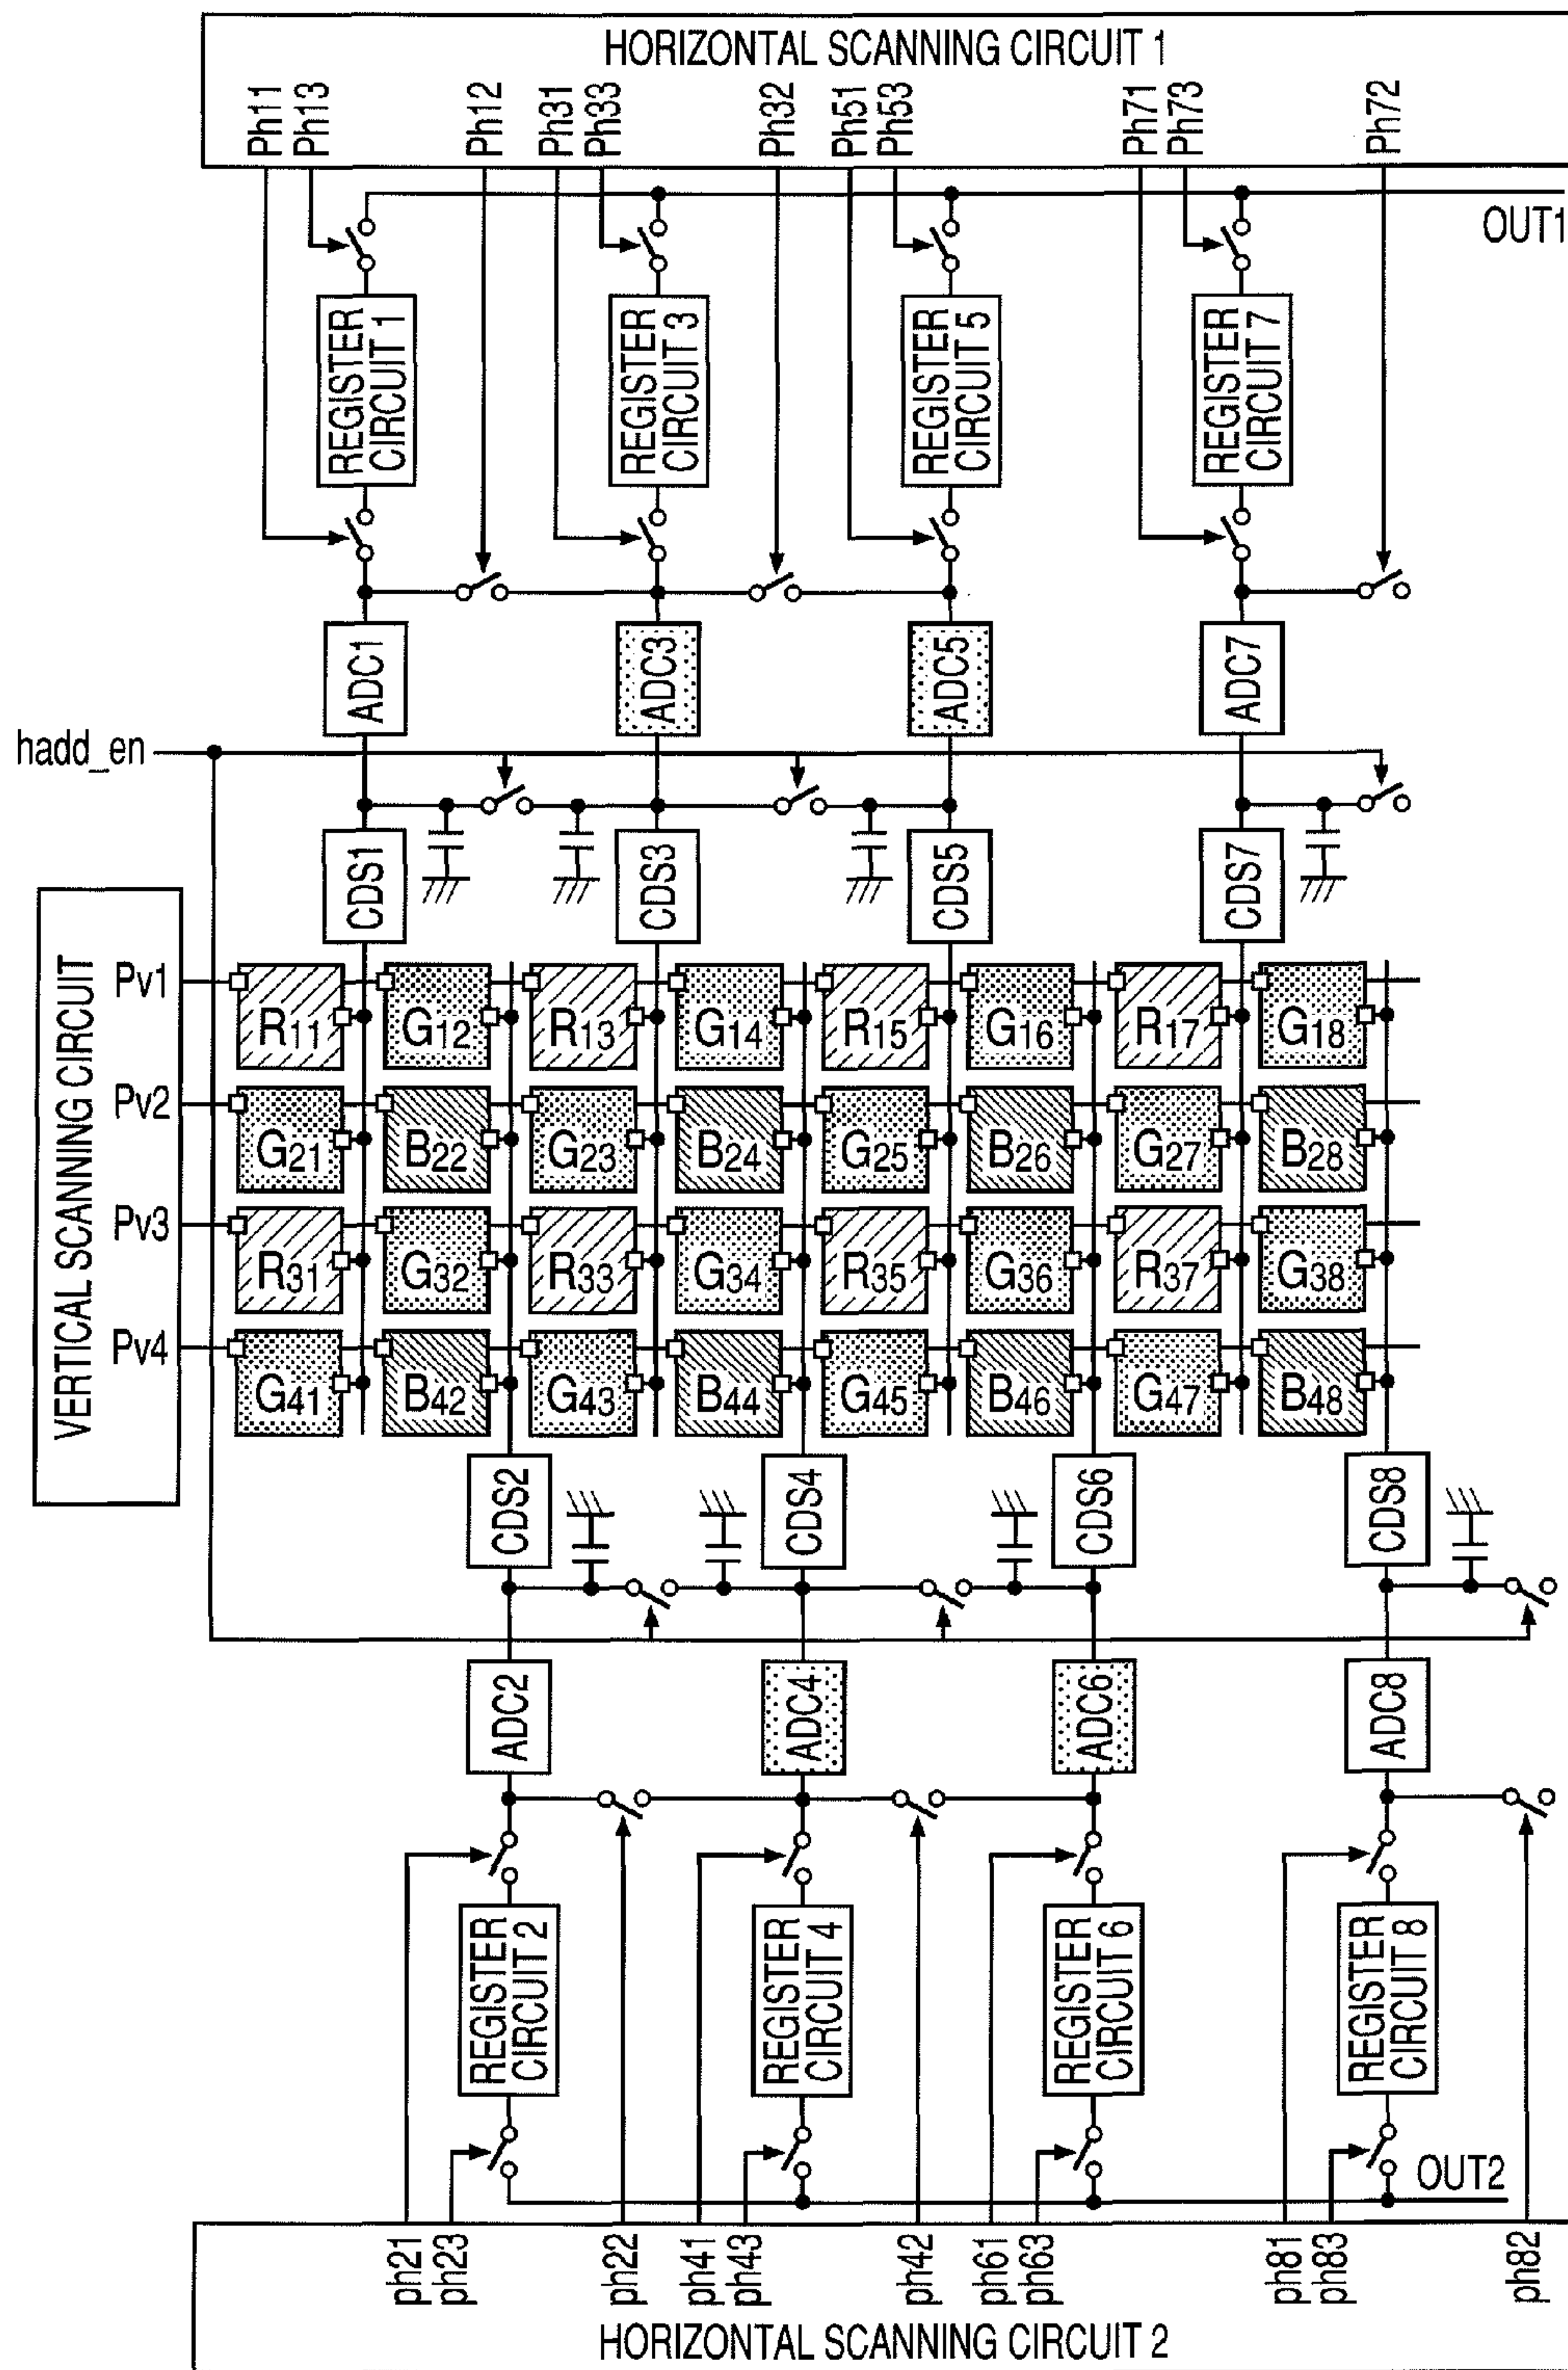 HORIZONTAL SCANNING CIRCUIT 1
Ph11 Ph13 Ph12 Ph31 Ph33 Ph32 Ph51 Ph53 Ph71 Ph73 Ph72
OUT1
REGISTER CIRCUIT 1
REGISTER CIRCUIT 3
REGISTER CIRCUIT 5
REGISTER CIRCUIT 7
ADC1 ADC3 ADC5 ADC7
hadd_en
CDS1 CDS3 CDS5 CDS7
VERTICAL SCANNING CIRCUIT
Pv1 R11 G12 R13 G14 R15 G16 R17 G18
Pv2 G21 B22 G23 B24 G25 B26 G27 B28
Pv3 R31 G32 R33 G34 R35 G36 R37 G38
Pv4 G41 B42 G43 B44 G45 B46 G47 B48
CDS2 CDS4 CDS6 CDS8
ADC2 ADC4 ADC6 ADC8
REGISTER CIRCUIT 2
REGISTER CIRCUIT 4
REGISTER CIRCUIT 6
REGISTER CIRCUIT 8
OUT2
ph21 ph23 ph22 ph41 ph43 ph42 ph61 ph63 ph81 ph83 ph82
HORIZONTAL SCANNING CIRCUIT 2